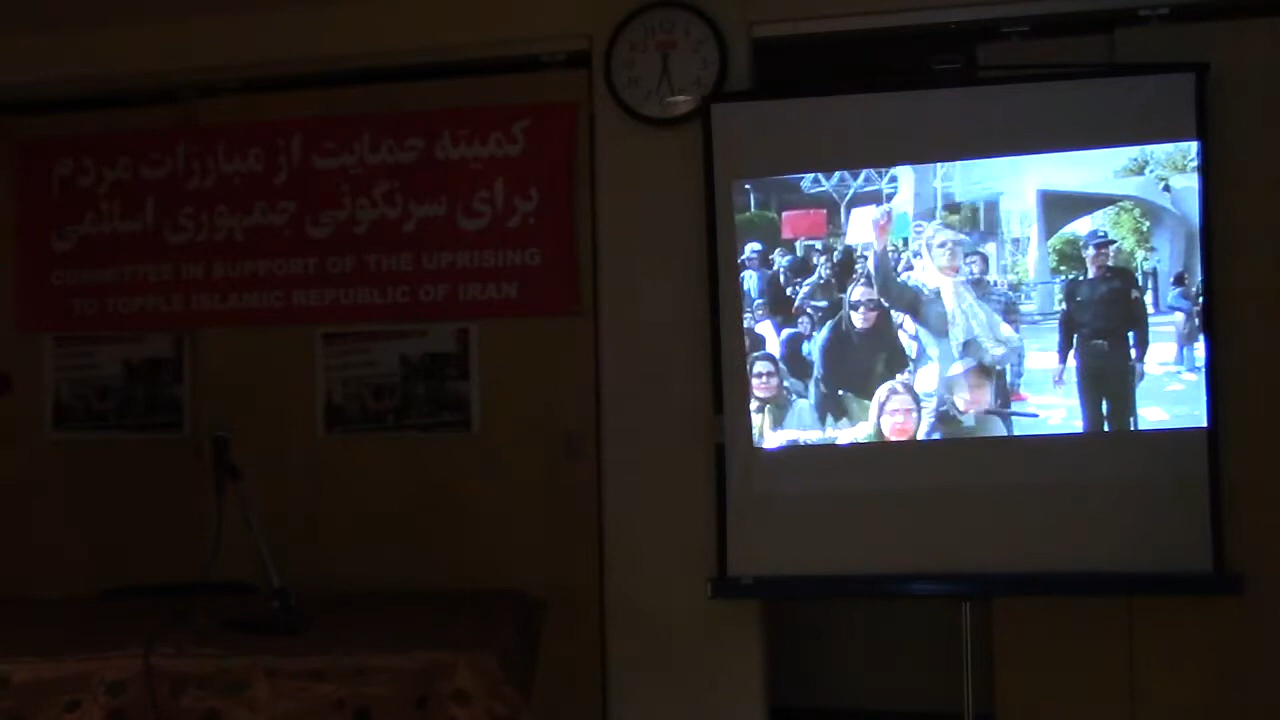 کمیته حمایت از مبارزات مردم
برای سرنگونی جمهوری اسلامی
COMMITTEE IN SUPPORT OF THE UPRISING
TO TOPPLE ISLAMIC REPUBLIC OF IRAN